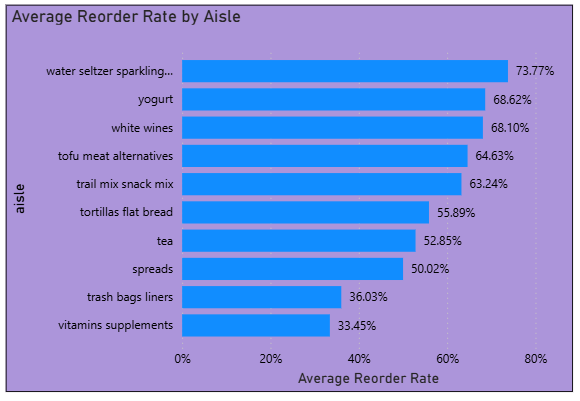 Average Reorder Rate by Aisle
water seltzer sparkling... 73.77%
yogurt 68.62%
white wines 68.10%
tofu meat alternatives 64.63%
trail mix snack mix 63.24%
tortillas flat bread 55.89%
tea 52.85%
spreads 50.02%
trash bags liners 36.03%
vitamins supplements 33.45%
aisle
0% 20% 40% 60% 80%
Average Reorder Rate